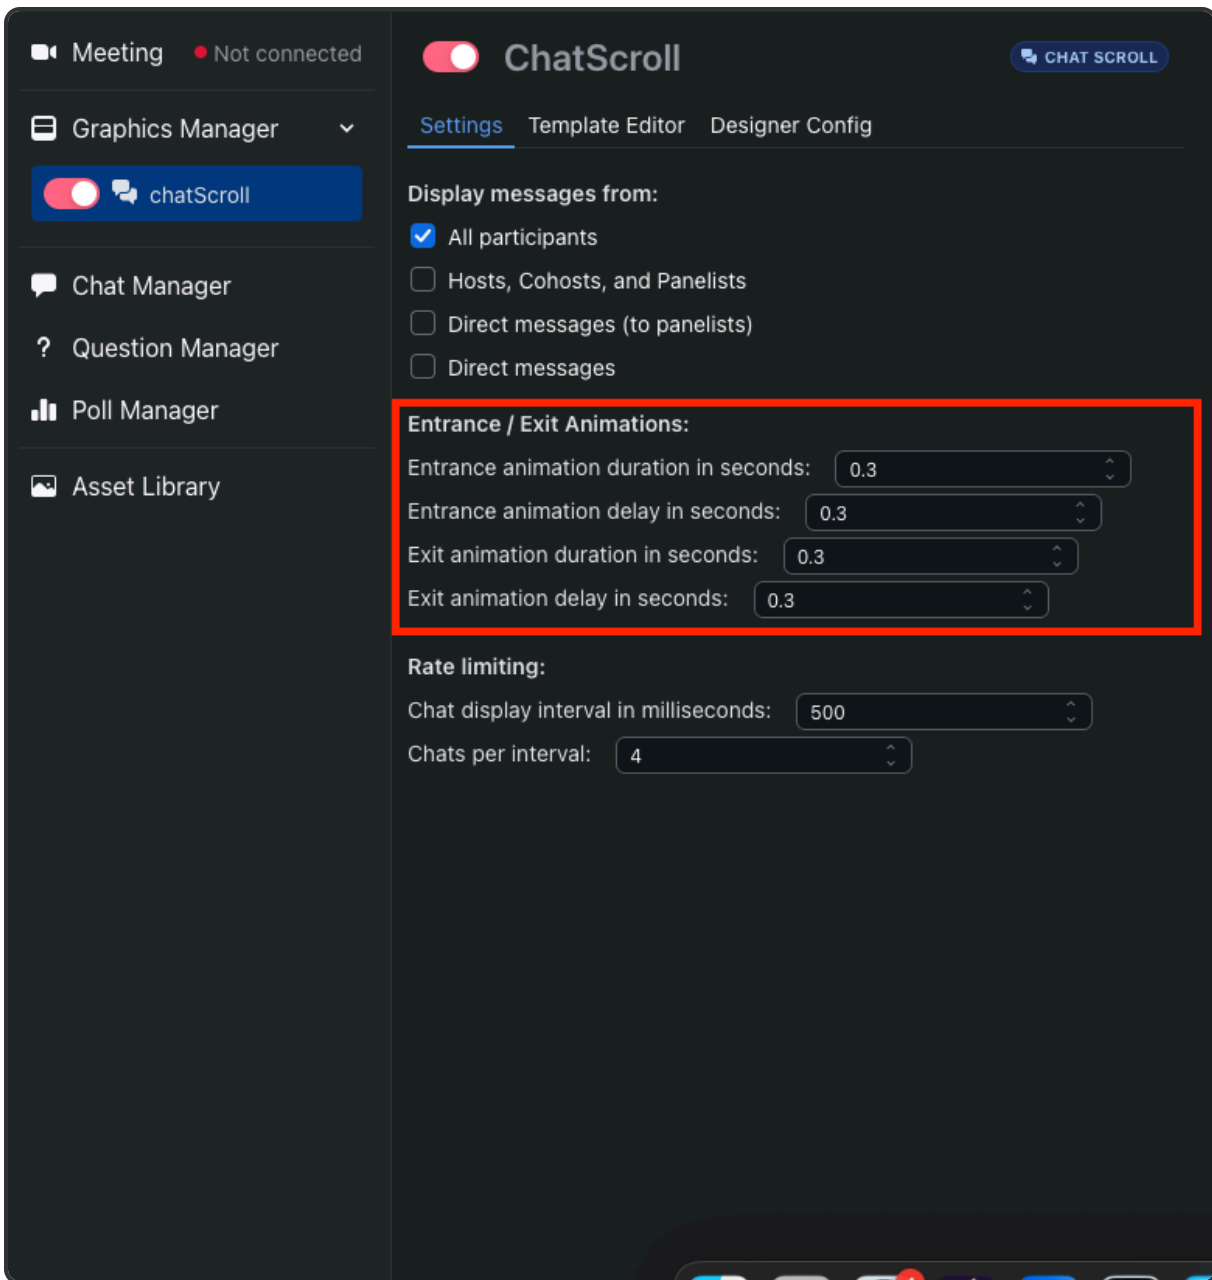 Meeting
Not connected
Graphics Manager
chatScroll
Chat Manager
? Question Manager
Poll Manager
Asset Library
ChatScroll
CHAT SCROLL
Settings Template Editor Designer Config
Display messages from:
All participants
Hosts, Cohosts, and Panelists
Direct messages (to panelists)
Direct messages
Entrance / Exit Animations:
Entrance animation duration in seconds: 0.3
Entrance animation delay in seconds: 0.3
Exit animation duration in seconds: 0.3
Exit animation delay in seconds: 0.3
Rate limiting:
Chat display interval in milliseconds: 500
Chats per interval: 4